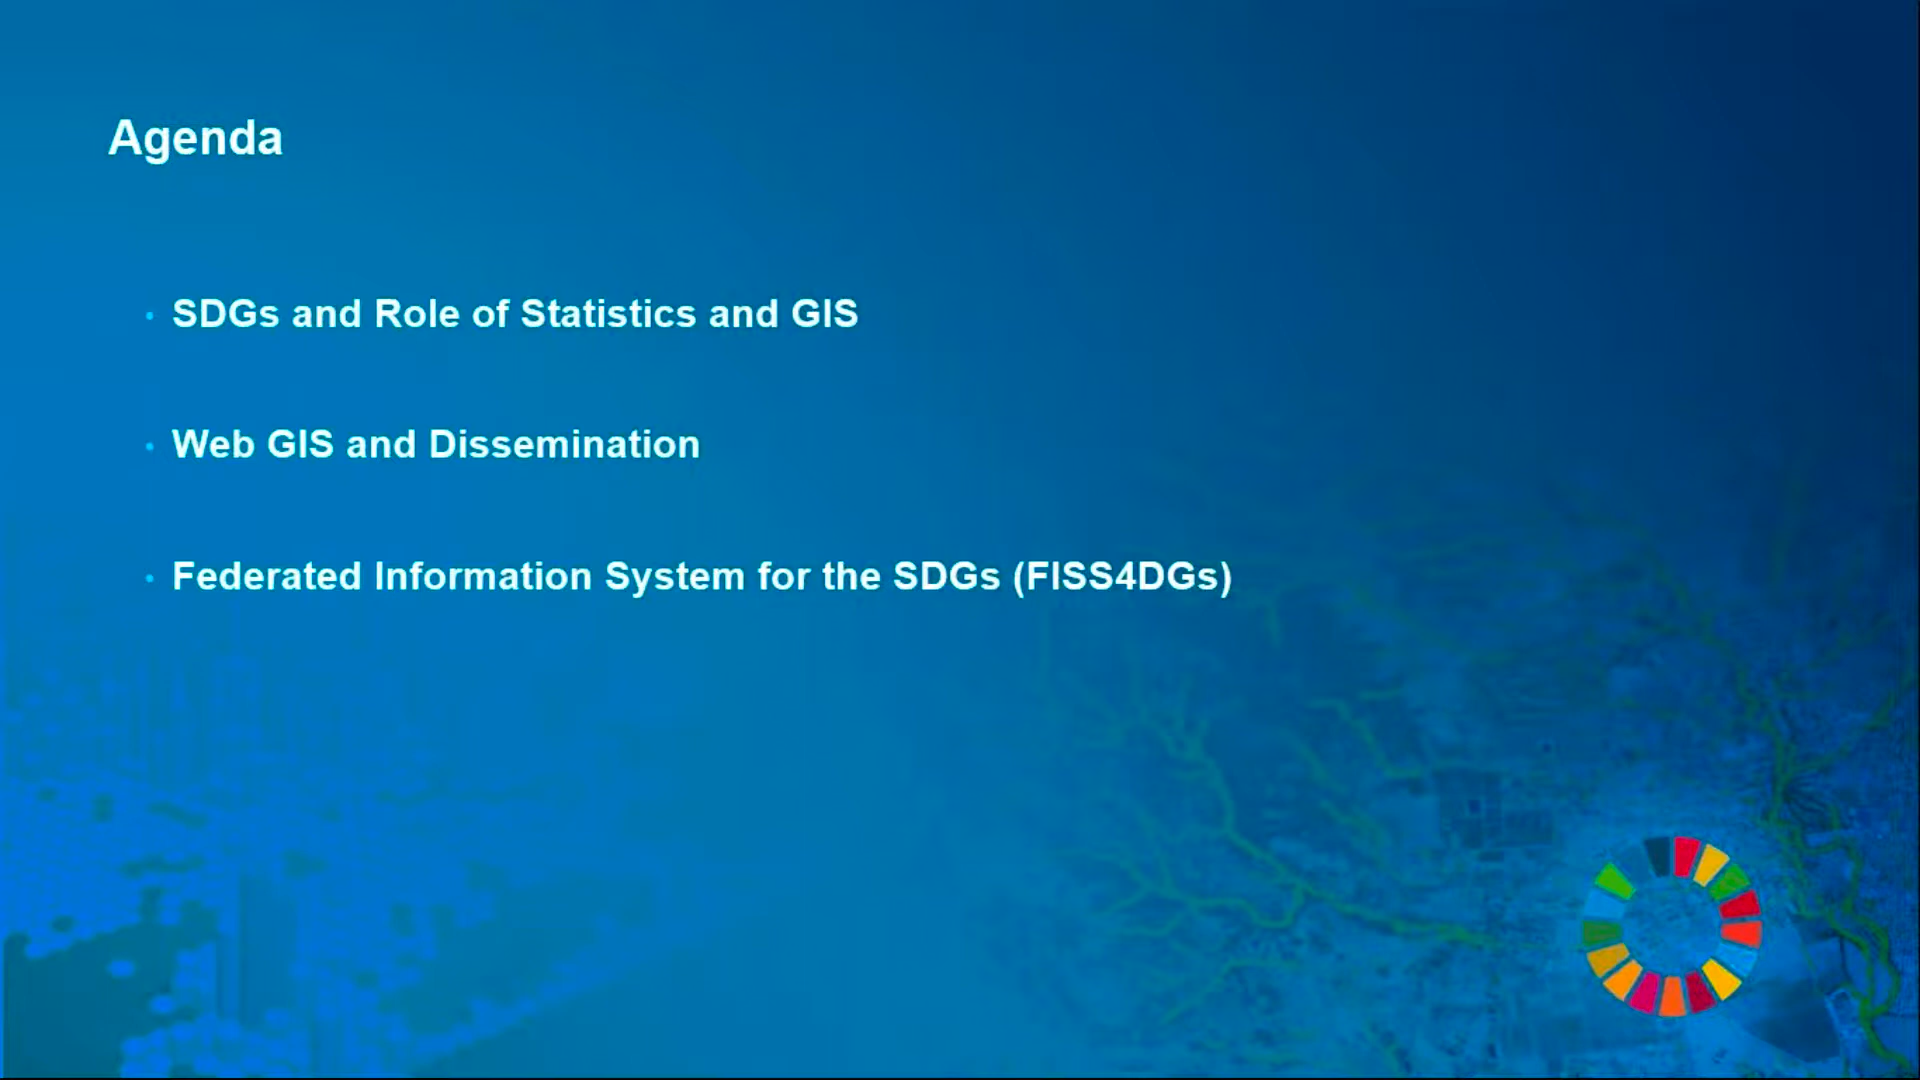 Agenda
• SDGs and Role of Statistics and GIS
• Web GIS and Dissemination
• Federated Information System for the SDGs (FISS4DGs)